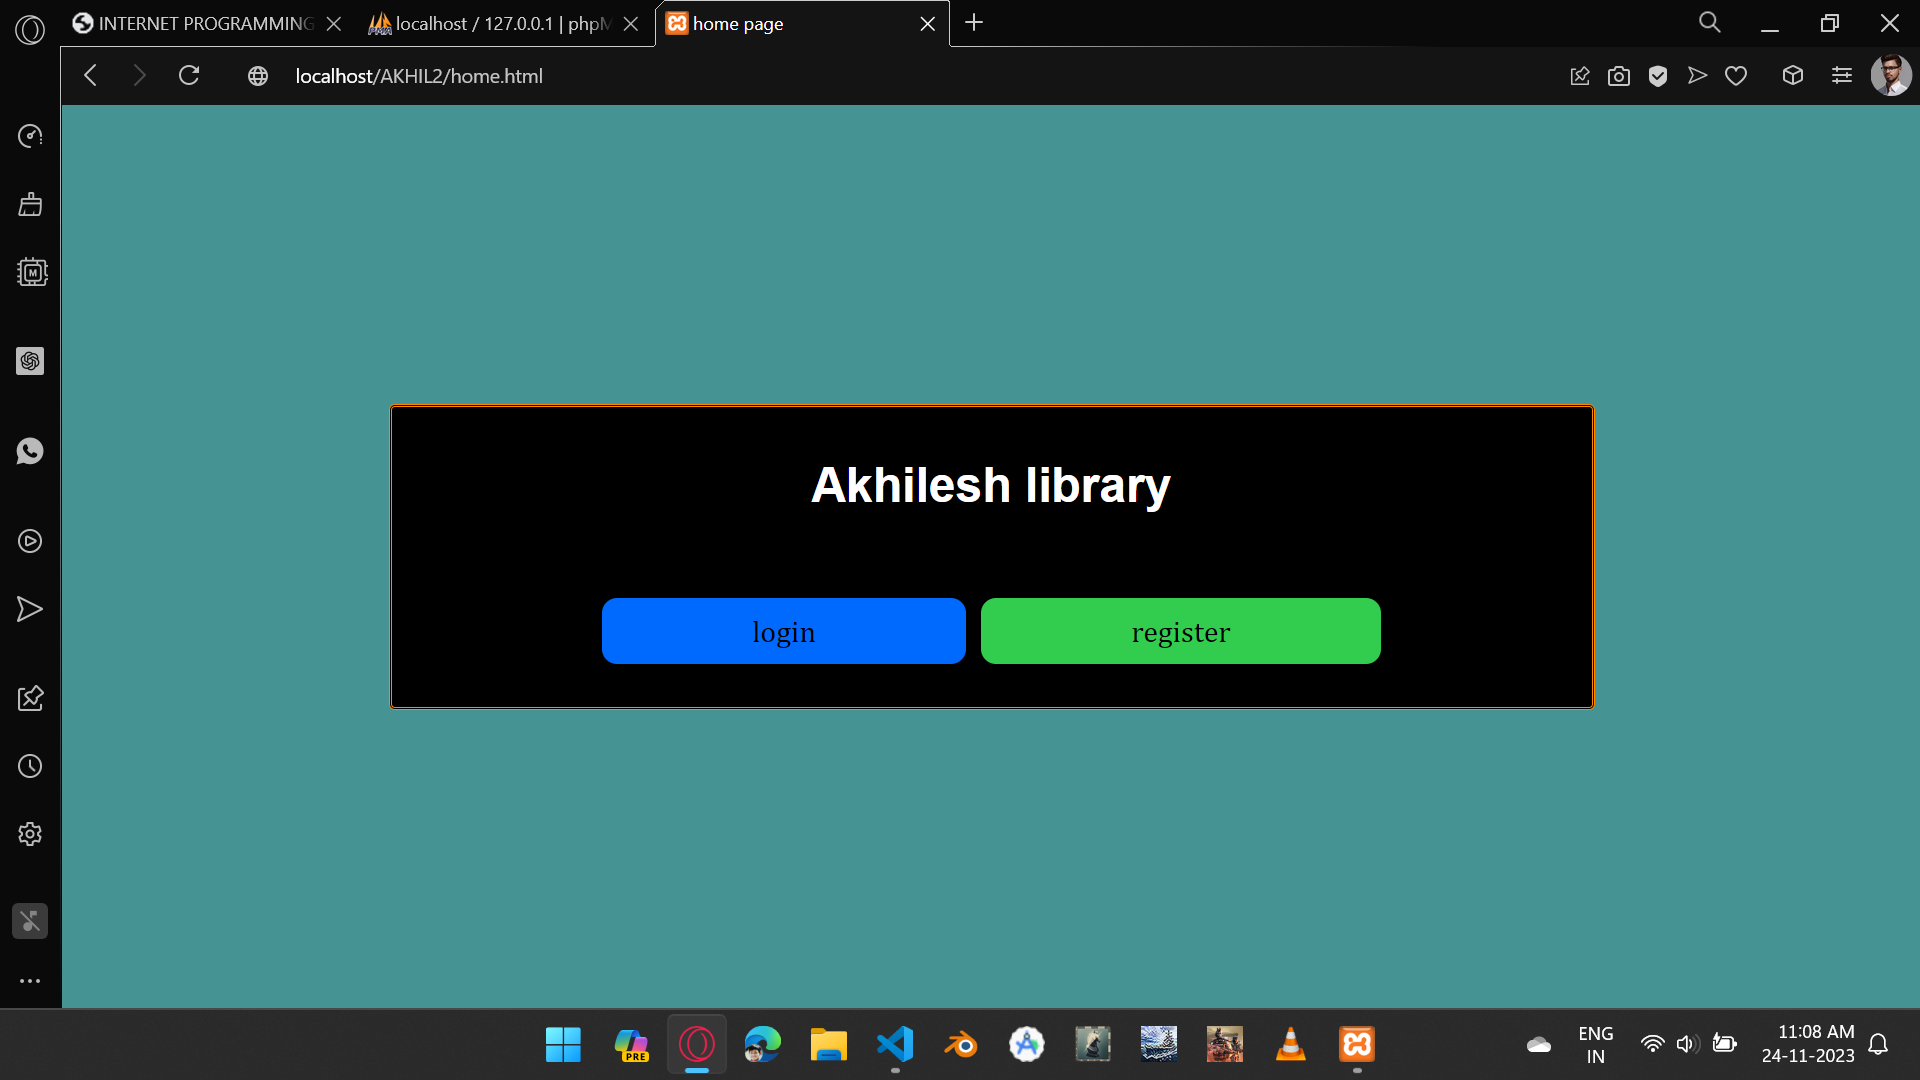 INTERNET PROGRAMMING
localhost / 127.0.0.1 | phpM
home page
localhost/AKHIL2/home.html
M
Akhilesh library
login
register
PRE
ENG
IN
11:08 AM
24-11-2023